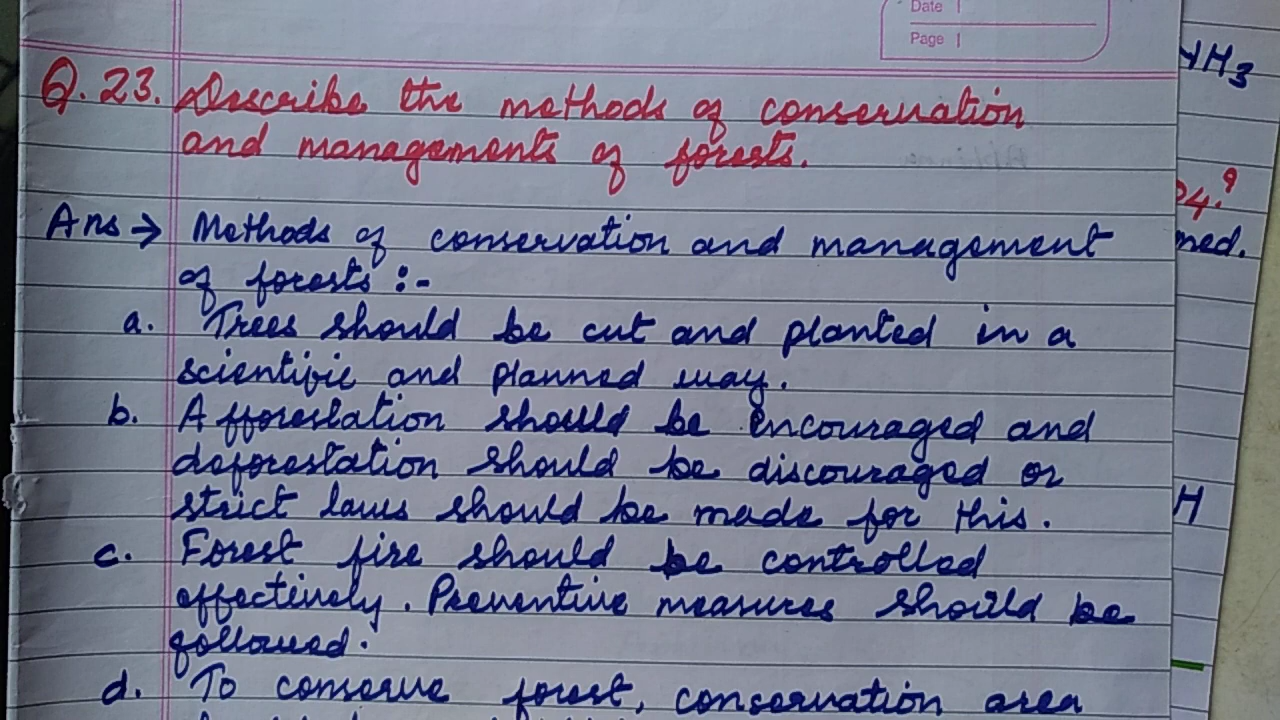 Date
Page
Q. 23. Describe the methods of conservation
and managements of forests.
Ans → Methods of conservation and management
of forests :-
a. Trees should be cut and planted in a
scientific and planned way.
b. Afforestation should be encouraged and
deforestation should be discouraged or
strict laws should be made for this.
c. Forest fire should be controlled
effectively. Preventive measures should be
followed.
d. To conserve forest, conservation area
NH3
H